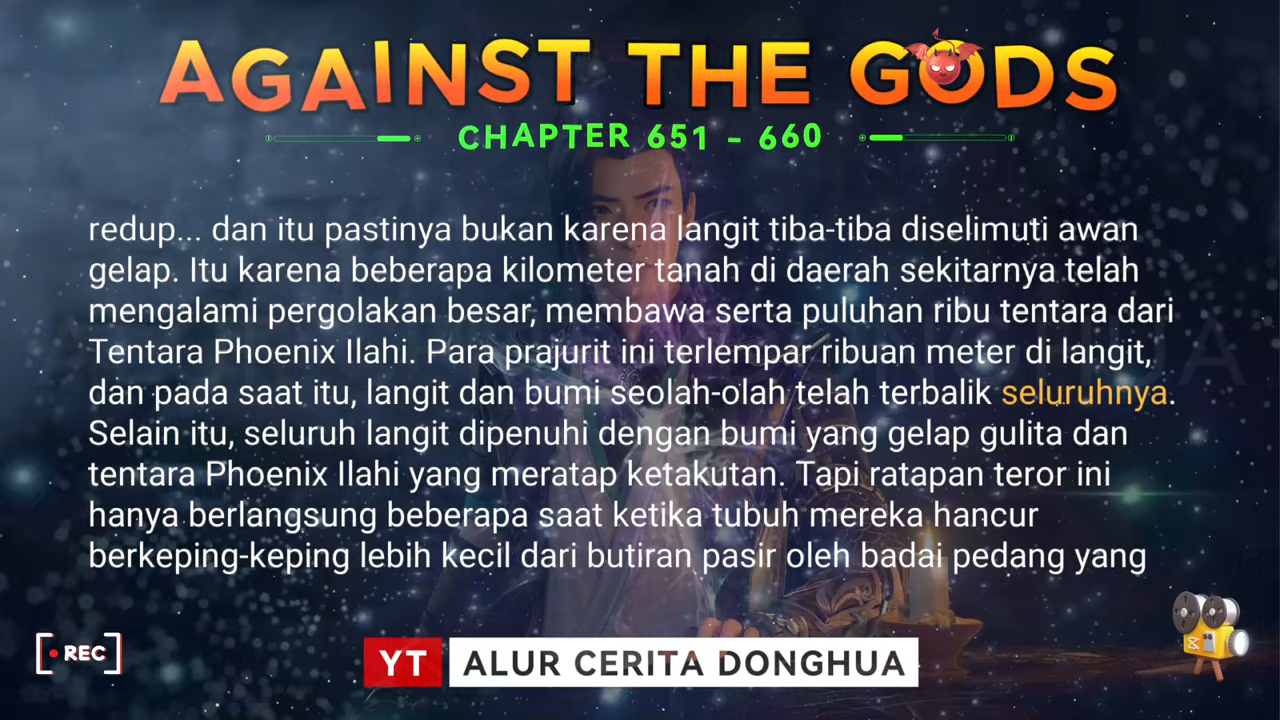 AGAINST THE GODS
CHAPTER 651 - 660
redup... dan itu pastinya bukan karena langit tiba-tiba diselimuti awan
gelap. Itu karena beberapa kilometer tanah di daerah sekitarnya telah
mengalami pergolakan besar, membawa serta puluhan ribu tentara dari
Tentara Phoenix Ilahi. Para prajurit ini terlempar ribuan meter di langit,
dan pada saat itu, langit dan bumi seolah-olah telah terbalik seluruhnya.
Selain itu, seluruh langit dipenuhi dengan bumi yang gelap gulita dan
tentara Phoenix Ilahi yang meratap ketakutan. Tapi ratapan teror ini
hanya berlangsung beberapa saat ketika tubuh mereka hancur
berkeping-keping lebih kecil dari butiran pasir oleh badai pedang yang
REC
YT ALUR CERITA DONGHUA